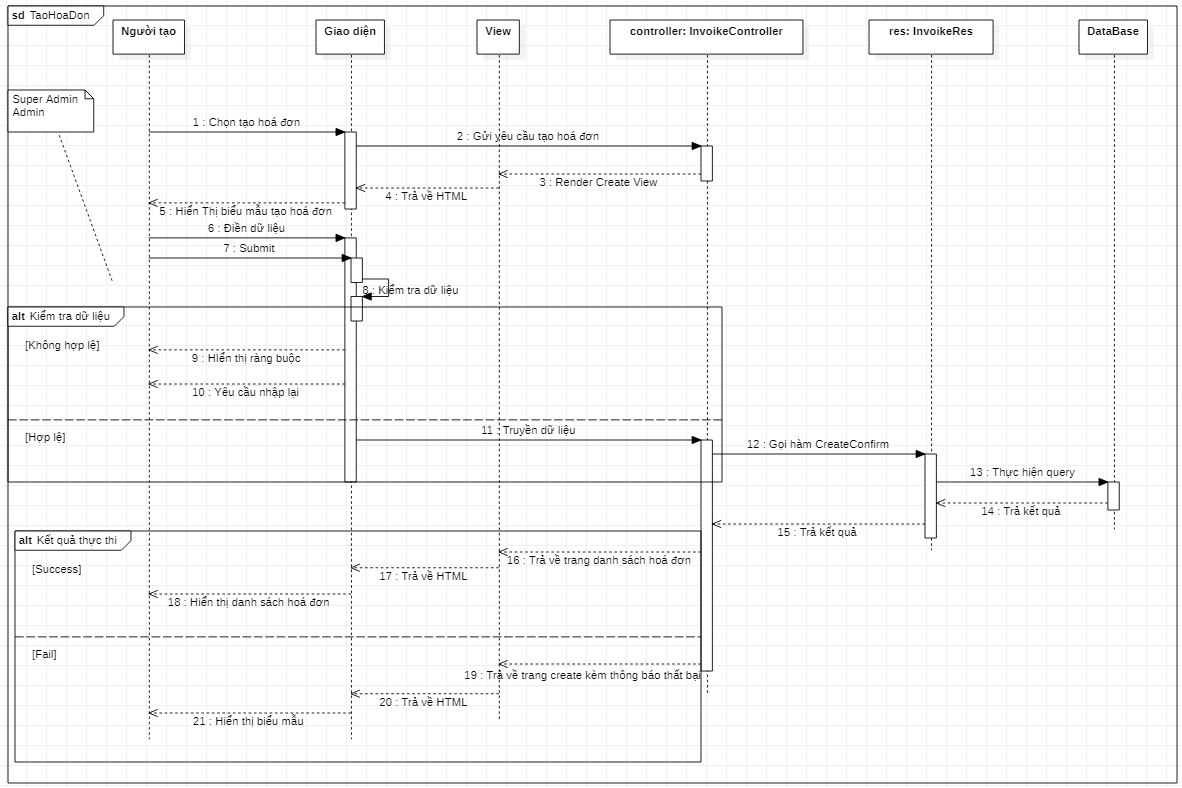 sd TaoHoaDon
Người tạo
Giao diện
View
controller: InvoikeController
res: InvoikeRes
DataBase
Super Admin
Admin
1 : Chọn tạo hoá đơn
2 : Gửi yêu cầu tạo hoá đơn
3 : Render Create View
4 : Trả về HTML
5 : Hiển Thị biểu mẫu tạo hoá đơn
6 : Điền dữ liệu
7 : Submit
8 : Kiểm tra dữ liệu
alt Kiểm tra dữ liệu
[Không hợp lệ]
9 : HIển thị ràng buộc
10 : Yêu cầu nhập lại
[Hợp lệ]
11 : Truyền dữ liệu
12 : Gọi hàm CreateConfirm
13 : Thực hiện query
14 : Trả kết quả
15 : Trả kết quả
alt Kết quả thực thi
[Success]
16 : Trả về trang danh sách hoá đơn
17 : Trả về HTML
18 : Hiển thị danh sách hoá đơn
[Fail]
19 : Trả về trang create kèm thông báo thất bại
20 : Trả về HTML
21 : Hiển thị biểu mẫu